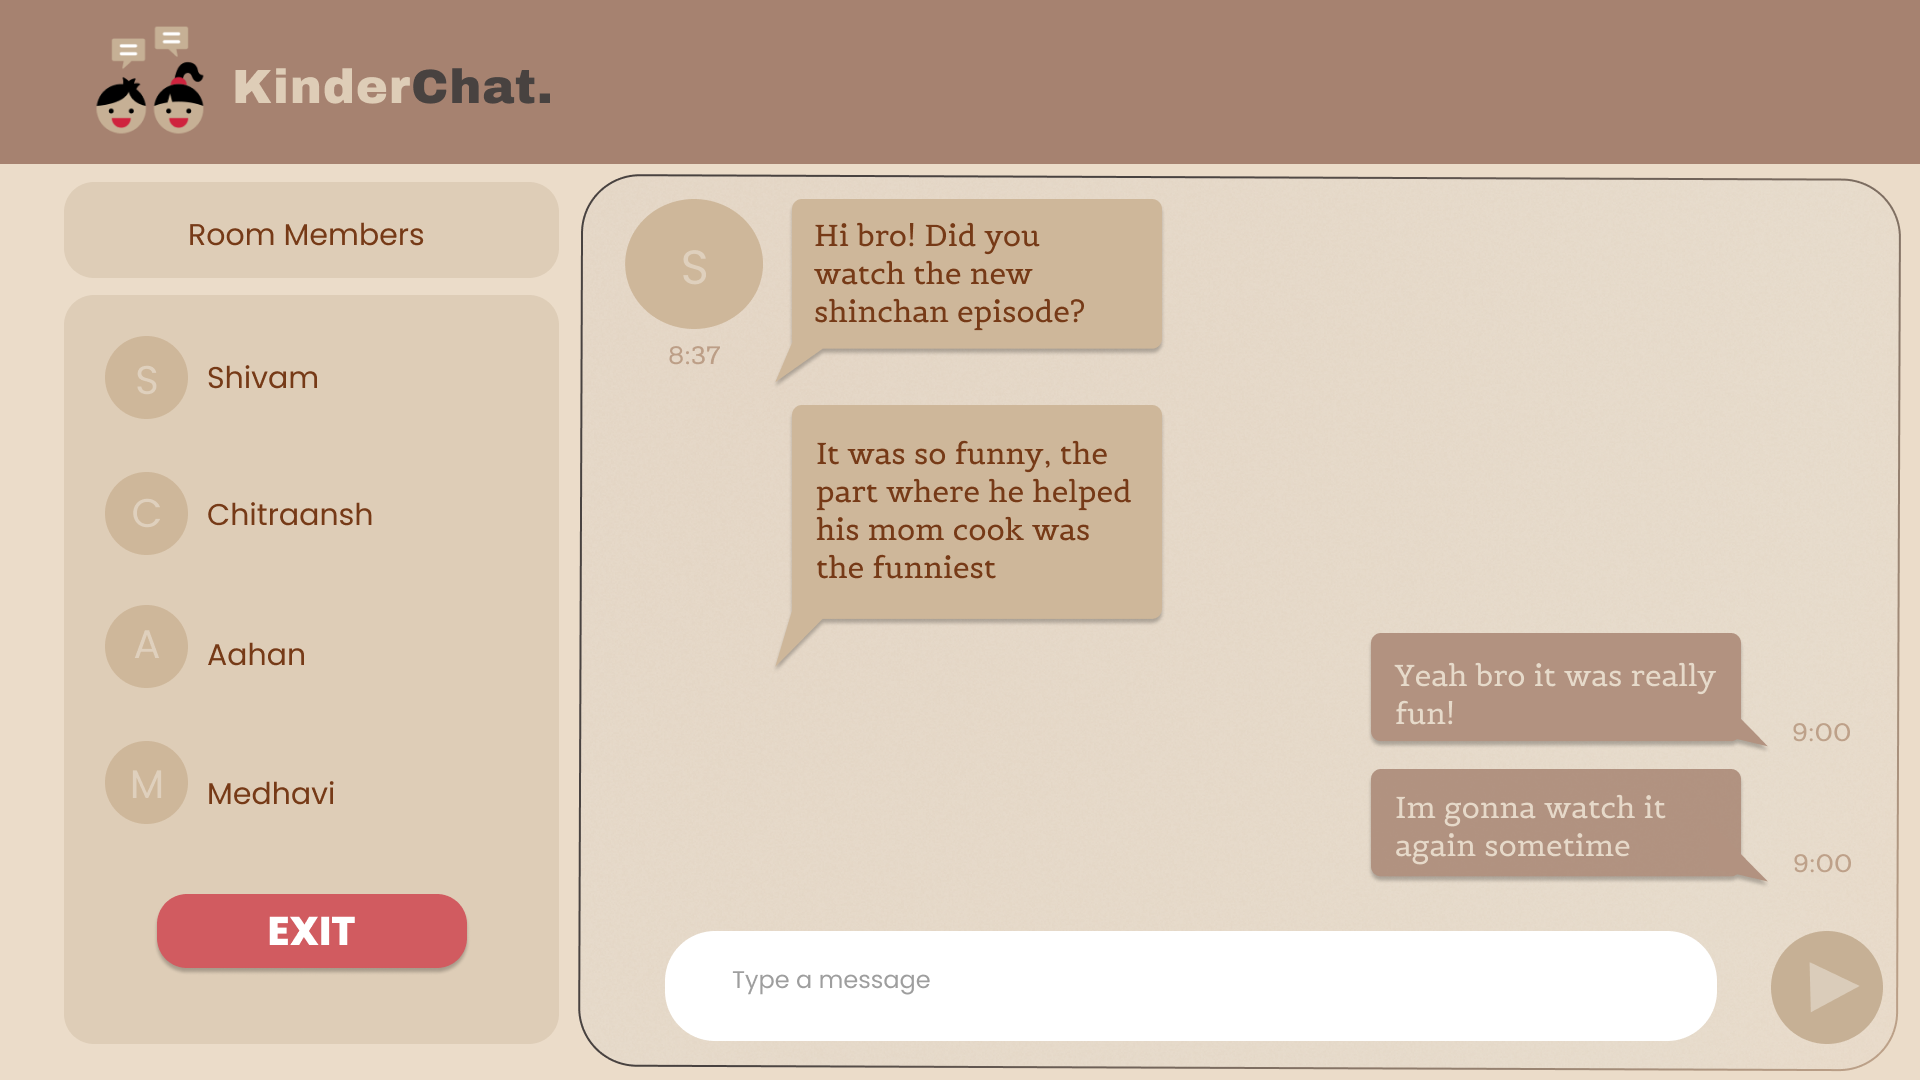 KinderChat.
Room Members
S
Shivam
C
Chitraansh
A
Aahan
M
Medhavi
EXIT
S
8:37
Hi bro! Did you
watch the new
shinchan episode?
It was so funny, the
part where he helped
his mom cook was
the funniest
Yeah bro it was really
fun!
9:00
Im gonna watch it
again sometime
9:00
Type a message